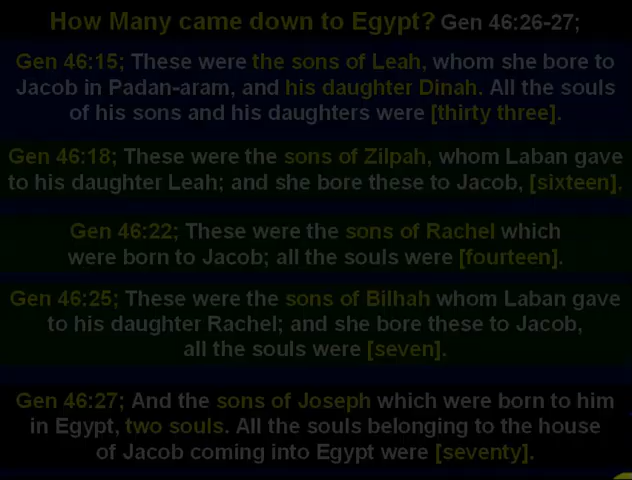 How Many came down to Egypt? Gen 46:26-27;
Gen 46:15; These were the sons of Leah, whom she bore to
Jacob in Padan-aram, and his daughter Dinah. All the souls
of his sons and his daughters were [thirty three].
Gen 46:18; These were the sons of Zilpah, whom Laban gave
to his daughter Leah; and she bore these to Jacob, [sixteen].
Gen 46:22; These were the sons of Rachel which
were born to Jacob; all the souls were [fourteen].
Gen 46:25; These were the sons of Bilhah whom Laban gave
to his daughter Rachel; and she bore these to Jacob,
all the souls were [seven].
Gen 46:27; And the sons of Joseph which were born to him
in Egypt, two souls. All the souls belonging to the house
of Jacob coming into Egypt were [seventy].